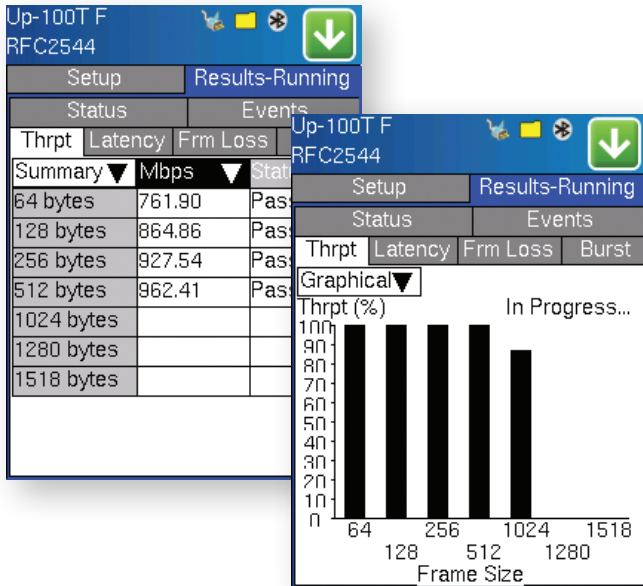 Up-100T F
RFC2544
Setup Results-Running
Status Events
Thrpt Latency Frm Loss
Summary Mbps
64 bytes 761.90
128 bytes 864.86
256 bytes 927.54
512 bytes 962.41
1024 bytes
1280 bytes
1518 bytes
Up-100T F
RFC2544
Setup Results-Running
Status Events
Thrpt Latency Frm Loss Burst
Graphical
Thrpt (%) In Progress...
100
90
80
70
60
50
40
30
20
10
0
64 256 1024 1518
128 512 1280
Frame Size